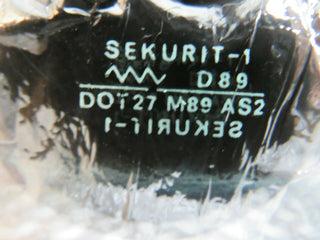 SEKURIT-1
D89
DOT27 M89 AS2
SEKURIT-1